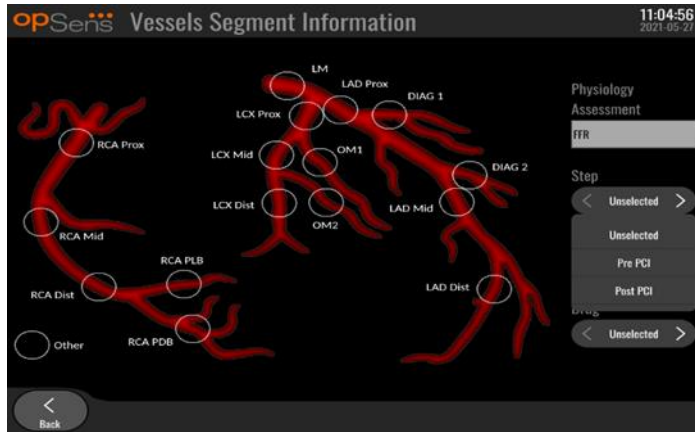 opSens Vessels Segment Information
11:04:56
2021-05-27
LM
LAD Prox
DIAG 1
LCX Prox
RCA Prox
LCX Mid
OM1
DIAG 2
LCX Dist
OM2
LAD Mid
RCA Mid
RCA PLB
RCA Dist
LAD Dist
RCA PDB
Other
Physiology
Assessment
FFR
Step
< Unselected >
Unselected
Pre PCI
Post PCI
Drug
< Unselected >
<
Back